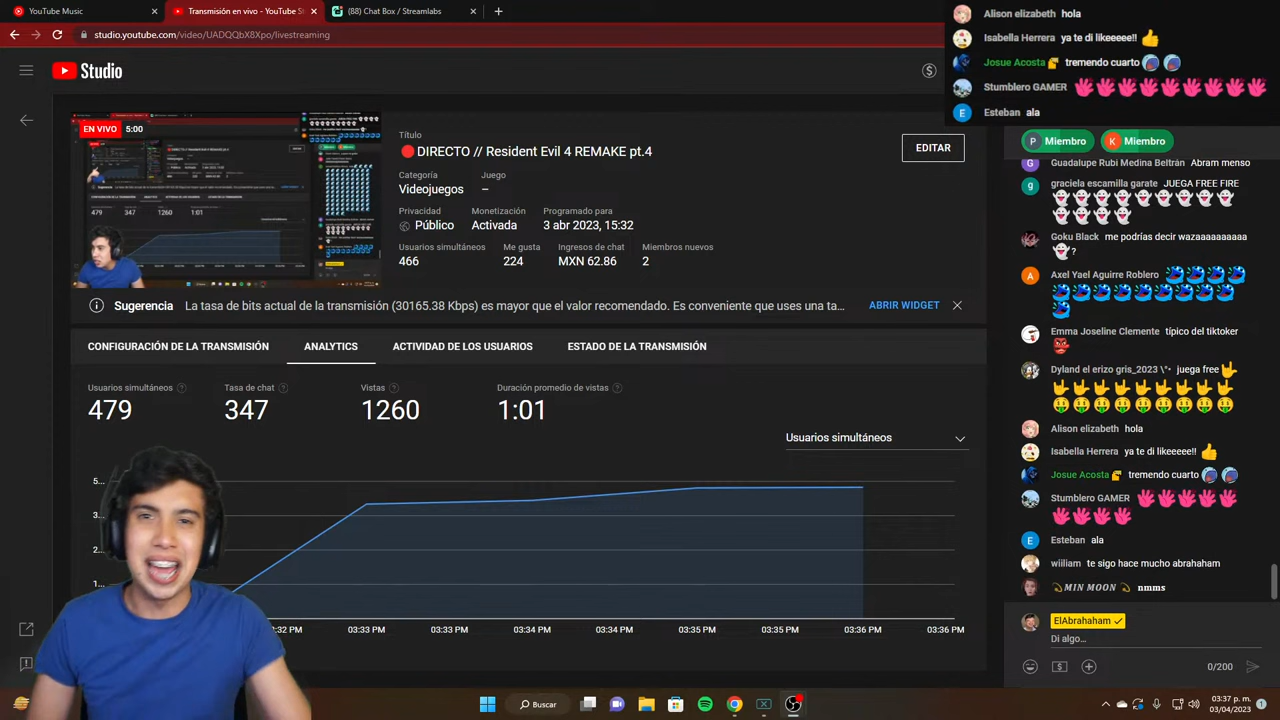 YouTube Music
Transmisión en vivo - YouTube S
(88) Chat Box / Streamlabs
studio.youtube.com/video/UADQQbX8Xpo/livestreaming
Alison elizabeth hola
Isabella Herrera ya te di likeeeee!!
Josue Acosta tremendo cuarto
Stumblero GAMER
E Esteban ala
Studio
EN VIVO 5:00
Título
DIRECTO // Resident Evil 4 REMAKE pt.4
EDITAR
Categoría Juego
Videojuegos –
Privacidad Monetización Programado para
Público Activada 3 abr 2023, 15:32
Usuarios simultáneos Me gusta Ingresos de chat Miembros nuevos
466 224 MXN 62.86 2
479 347 1260 1:01
Sugerencia La tasa de bits actual de la transmisión (30165.38 Kbps) es mayor que el valor recomendado. Es conveniente que uses una ta… ABRIR WIDGET
CONFIGURACIÓN DE LA TRANSMISIÓN ANALYTICS ACTIVIDAD DE LOS USUARIOS ESTADO DE LA TRANSMISIÓN
Usuarios simultáneos Tasa de chat Vistas Duración promedio de vistas
479 347 1260 1:01
Usuarios simultáneos
5...
3...
2...
1...
:32 PM 03:33 PM 03:33 PM 03:34 PM 03:34 PM 03:35 PM 03:35 PM 03:36 PM 03:36 PM
P Miembro K Miembro
Guadalupe Rubi Medina Beltrán Abram menso
g graciela escamilla garate JUEGA FREE FIRE
Goku Black me podrías decir wazaaaaaaaaa
?
A Axel Yael Aguirre Roblero
Emma Joseline Clemente típico del tiktoker
Dyland el erizo gris_2023 \°• juega free
Alison elizabeth hola
Isabella Herrera ya te di likeeeee!!
Josue Acosta tremendo cuarto
Stumblero GAMER
E Esteban ala
wiiliam te sigo hace mucho abrahaham
MIN MOON nmms
ElAbrahaham
Di algo...
0/200
Buscar
03:37 p. m.
03/04/2023
1